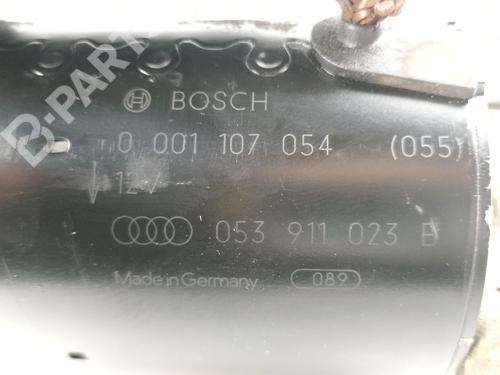 BOSCH
0 001 107 054 (055)
12V
053 911 023 B
Made in Germany 089
B-PARTS